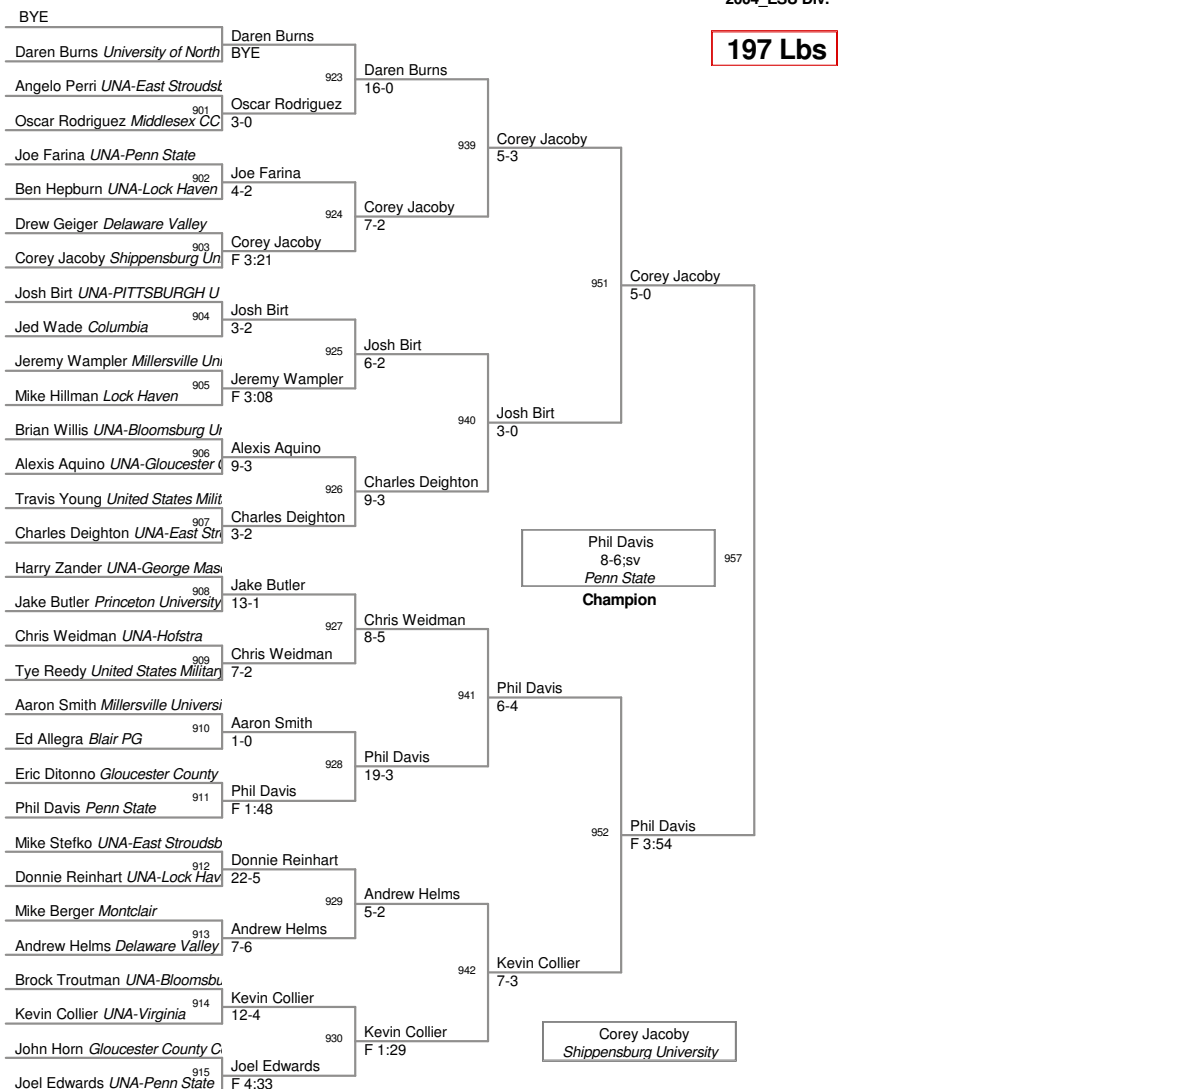 2004_ESU Div.
197 Lbs
BYE
Daren Burns University of North
Daren Burns
BYE
923
Daren Burns
16-0
Angelo Perri UNA-East Stroudsb
901
Oscar Rodriguez Middlesex CC
Oscar Rodriguez
3-0
939
Corey Jacoby
5-3
Joe Farina UNA-Penn State
902
Ben Hepburn UNA-Lock Haven
Joe Farina
4-2
924
Corey Jacoby
7-2
Drew Geiger Delaware Valley
903
Corey Jacoby Shippensburg Un
Corey Jacoby
F 3:21
951
Corey Jacoby
5-0
Josh Birt UNA-PITTSBURGH U
904
Jed Wade Columbia
Josh Birt
3-2
925
Josh Birt
6-2
Jeremy Wampler Millersville Uni
905
Mike Hillman Lock Haven
Jeremy Wampler
F 3:08
940
Josh Birt
3-0
Brian Willis UNA-Bloomsburg Un
906
Alexis Aquino UNA-Gloucester C
Alexis Aquino
9-3
926
Charles Deighton
9-3
Travis Young United States Milit
907
Charles Deighton UNA-East Stro
Charles Deighton
3-2
Phil Davis
8-6;sv
Penn State
957
Champion
Harry Zander UNA-George Maso
908
Jake Butler Princeton University
Jake Butler
13-1
927
Chris Weidman
8-5
Chris Weidman UNA-Hofstra
909
Tye Reedy United States Military
Chris Weidman
7-2
941
Phil Davis
6-4
Aaron Smith Millersville Universi
910
Ed Allegra Blair PG
Aaron Smith
1-0
928
Phil Davis
19-3
Eric Ditonno Gloucester County
911
Phil Davis Penn State
Phil Davis
F 1:48
952
Phil Davis
F 3:54
Mike Stefko UNA-East Stroudsb
912
Donnie Reinhart UNA-Lock Hav
Donnie Reinhart
22-5
929
Andrew Helms
5-2
Mike Berger Montclair
913
Andrew Helms Delaware Valley
Andrew Helms
7-6
942
Kevin Collier
7-3
Brock Troutman UNA-Bloomsbu
914
Kevin Collier UNA-Virginia
Kevin Collier
12-4
930
Kevin Collier
F 1:29
John Horn Gloucester County C
915
Joel Edwards UNA-Penn State
Joel Edwards
F 4:33
Corey Jacoby
Shippensburg University